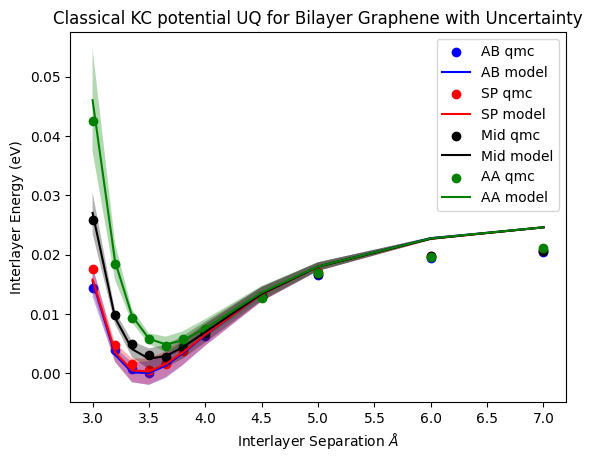 Classical KC potential UQ for Bilayer Graphene with Uncertainty
AB qmc
AB model
SP qmc
SP model
Mid qmc
Mid model
AA qmc
AA model
Interlayer Energy (eV)
0.05
0.04
0.03
0.02
0.01
0.00
3.0 3.5 4.0 4.5 5.0 5.5 6.0 6.5 7.0
Interlayer Separation Å